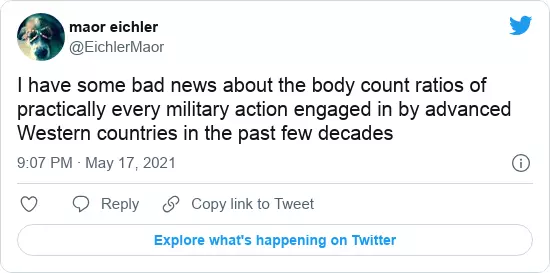 maor eichler
@EichlerMaor
I have some bad news about the body count ratios of
practically every military action engaged in by advanced
Western countries in the past few decades
9:07 PM · May 17, 2021
Reply
Copy link to Tweet
Explore what's happening on Twitter